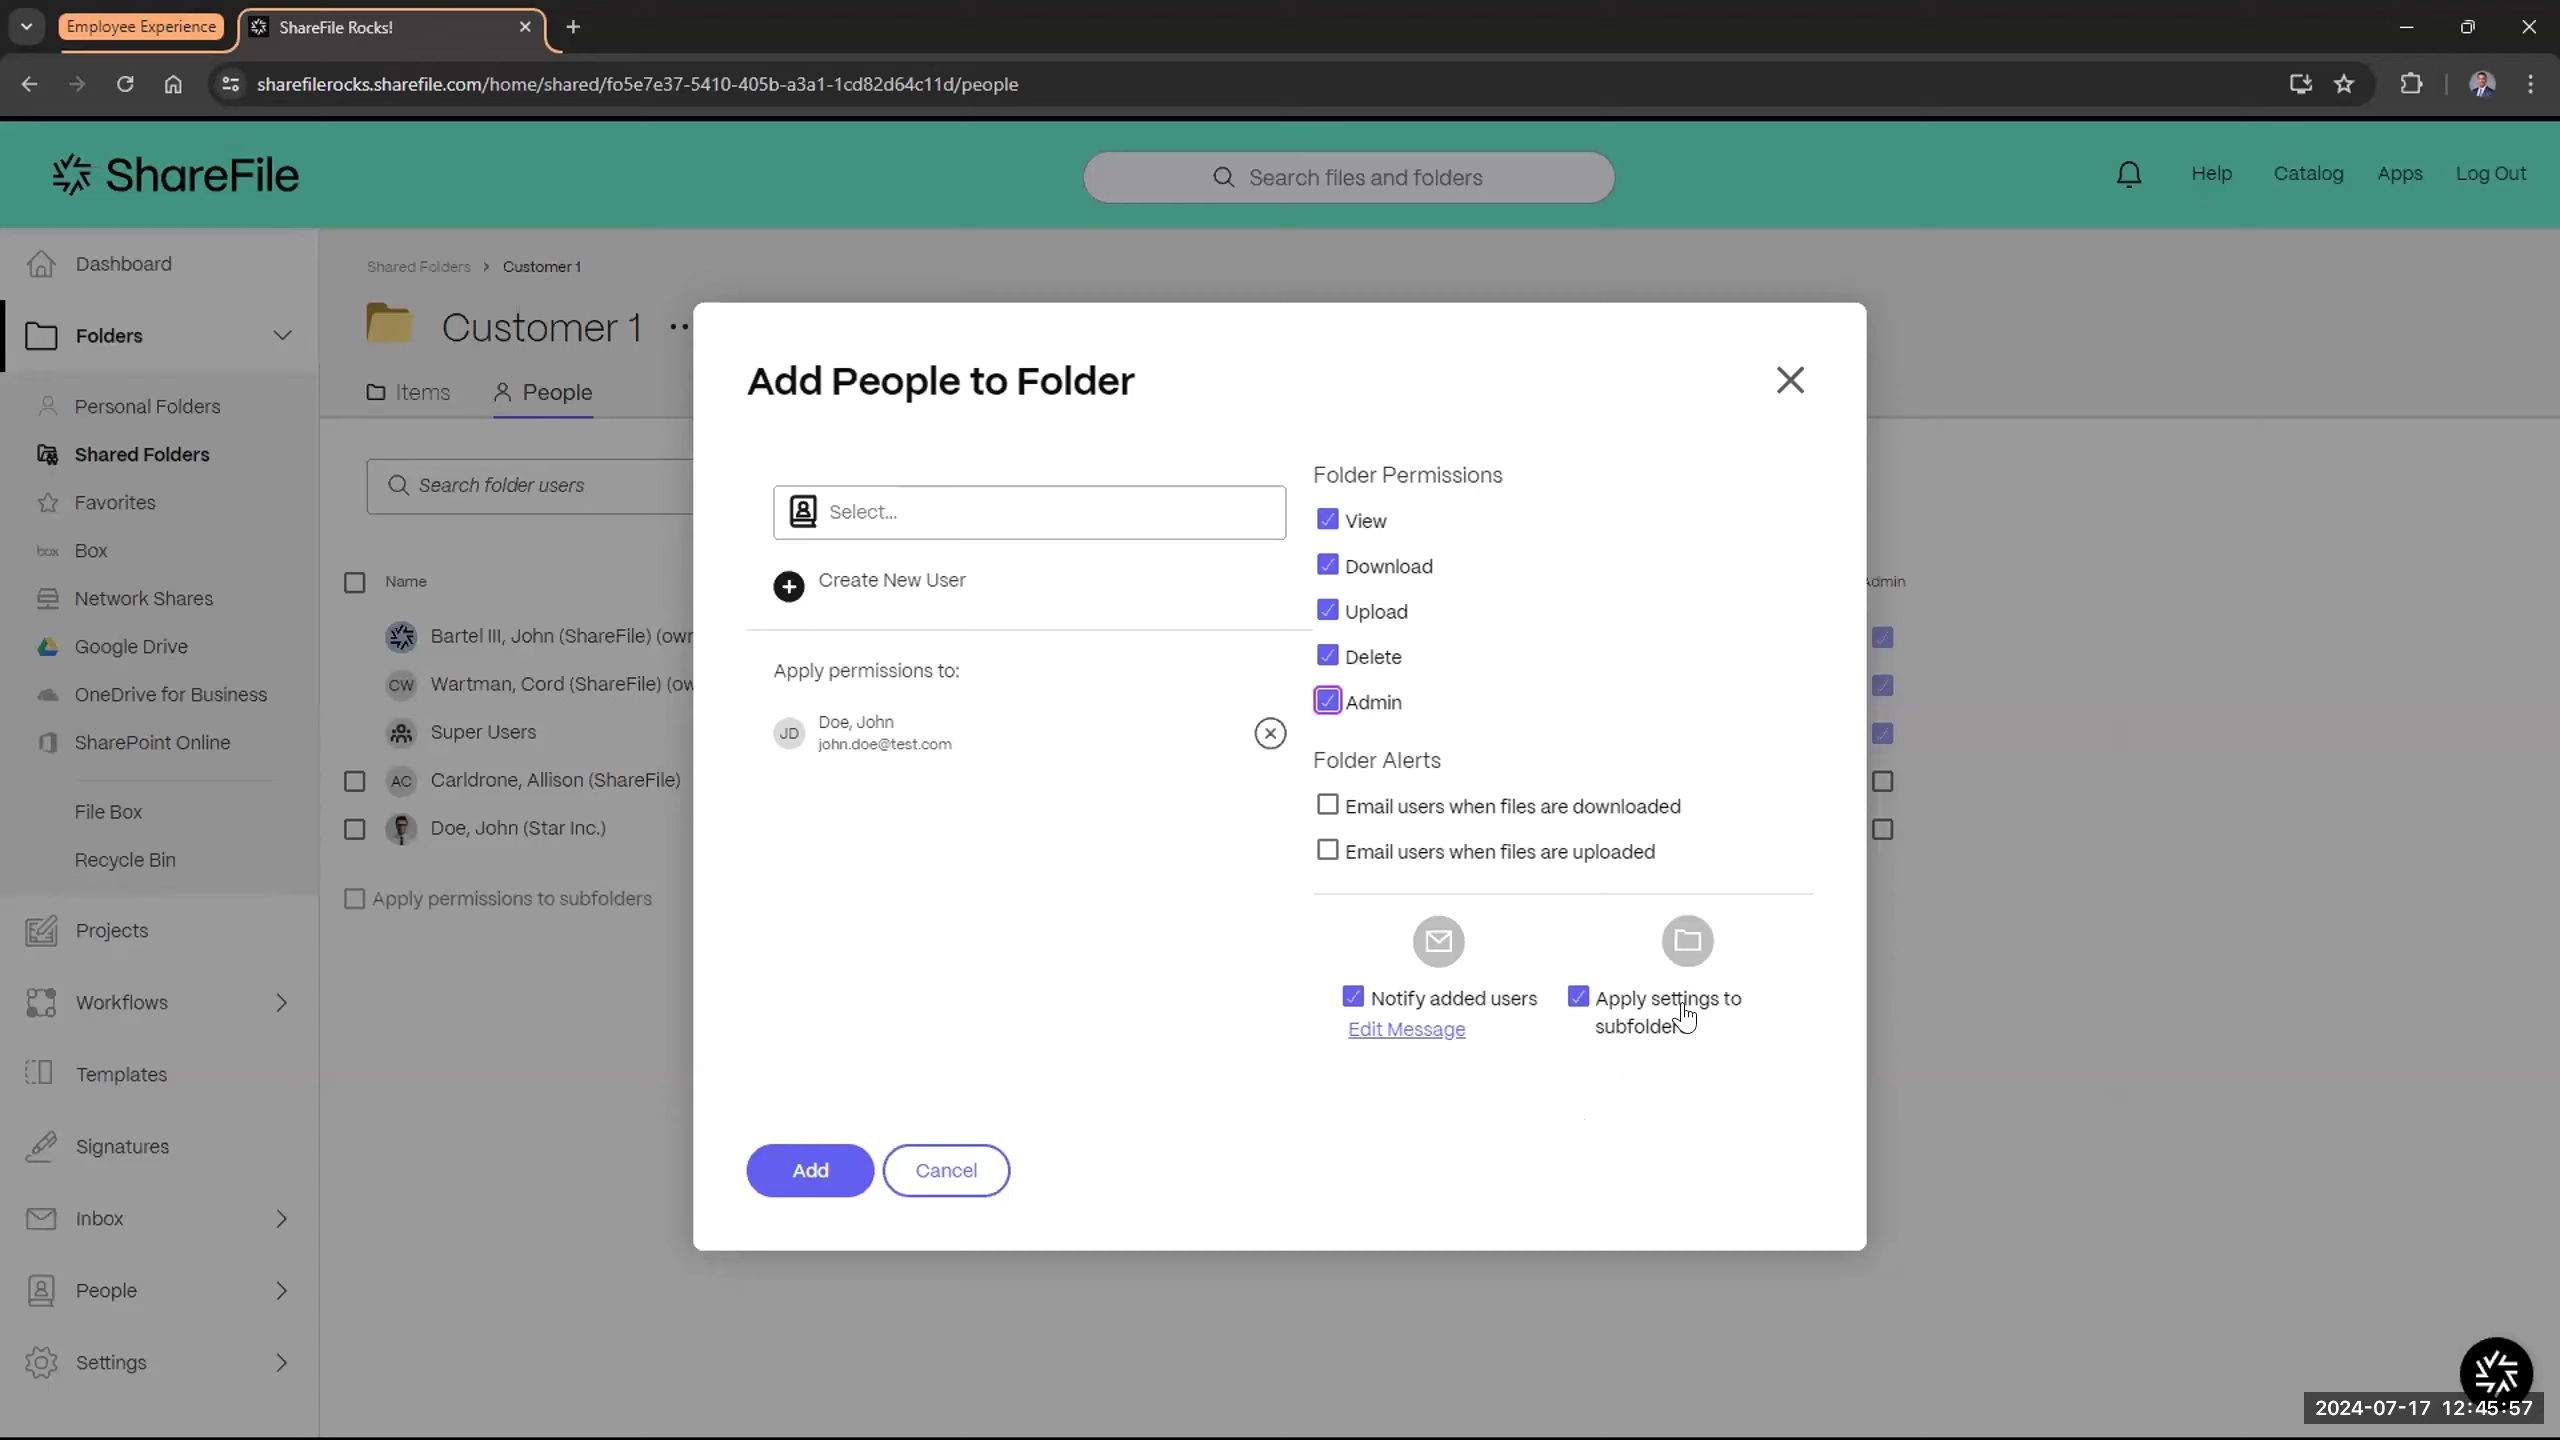 Employee Experience
ShareFile Rocks!
sharefilerocks.sharefile.com/home/shared/fo5e7e37-5410-405b-a3a1-1cd82d64c11d/people
ShareFile
Search files and folders
Help
Catalog
Apps
Log Out
Dashboard
Folders
Personal Folders
Shared Folders
Favorites
box
Box
Network Shares
Google Drive
OneDrive for Business
SharePoint Online
File Box
Recycle Bin
Projects
Workflows
Templates
Signatures
Inbox
People
Settings
Shared Folders > Customer 1
Customer 1
Items
People
Search folder users
Name
Bartel III, John (ShareFile) (own
CW
Wartman, Cord (ShareFile) (ow
Super Users
AC
Carldrone, Allison (ShareFile)
Doe, John (Star Inc.)
Apply permissions to subfolders
Admin
Add People to Folder
Select...
Create New User
Apply permissions to:
JD
Doe, John
john.doe@test.com
Folder Permissions
View
Download
Upload
Delete
Admin
Folder Alerts
Email users when files are downloaded
Email users when files are uploaded
Notify added users
Edit Message
Apply settings to
subfolder
Add
Cancel
2024-07-17 12:45:57